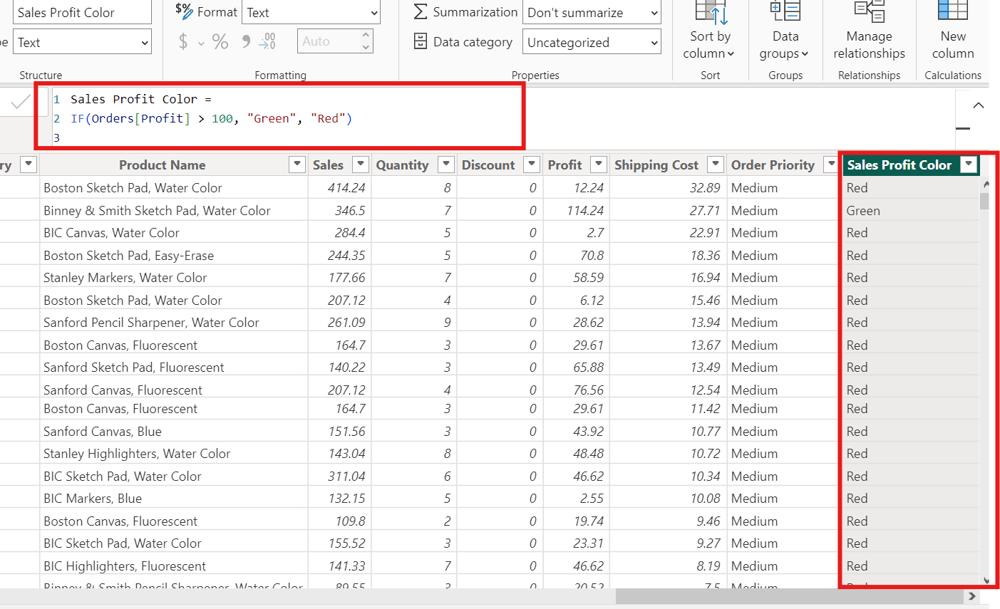 Sales Profit Color
$% Format Text
Summarization Don't summarize
Sort by column
Data groups
Manage relationships
New column
e Text
$ % 9 .00 Auto
Data category Uncategorized
Structure Formatting Properties Sort Groups Relationships Calculations
1 Sales Profit Color =
2 IF(Orders[Profit] > 100, "Green", "Red")
3
ry Product Name Sales Quantity Discount Profit Shipping Cost Order Priority Sales Profit Color
Boston Sketch Pad, Water Color 414.24 8 0 12.24 32.89 Medium Red
Binney & Smith Sketch Pad, Water Color 346.5 7 0 114.24 27.71 Medium Green
BIC Canvas, Water Color 284.4 5 0 2.7 22.91 Medium Red
Boston Sketch Pad, Easy-Erase 244.35 5 0 70.8 18.36 Medium Red
Stanley Markers, Water Color 177.66 7 0 58.59 16.94 Medium Red
Boston Sketch Pad, Water Color 207.12 4 0 6.12 15.46 Medium Red
Sanford Pencil Sharpener, Water Color 261.09 9 0 28.62 13.94 Medium Red
Boston Canvas, Fluorescent 164.7 3 0 29.61 13.67 Medium Red
Sanford Sketch Pad, Fluorescent 140.22 3 0 65.88 13.49 Medium Red
Sanford Canvas, Fluorescent 207.12 4 0 76.56 12.54 Medium Red
Boston Canvas, Fluorescent 164.7 3 0 29.61 11.42 Medium Red
Sanford Canvas, Blue 151.56 3 0 43.92 10.77 Medium Red
Stanley Highlighters, Water Color 143.04 8 0 48.48 10.72 Medium Red
BIC Sketch Pad, Water Color 311.04 6 0 46.62 10.34 Medium Red
BIC Markers, Blue 132.15 5 0 2.55 10.08 Medium Red
Boston Canvas, Fluorescent 109.8 2 0 19.74 9.46 Medium Red
BIC Sketch Pad, Water Color 155.52 3 0 23.31 9.27 Medium Red
BIC Highlighters, Fluorescent 141.33 7 0 46.62 8.19 Medium Red
Binney & Smith Pencil Sharpener, Water Color 89.55 0 7.5 Medium Red